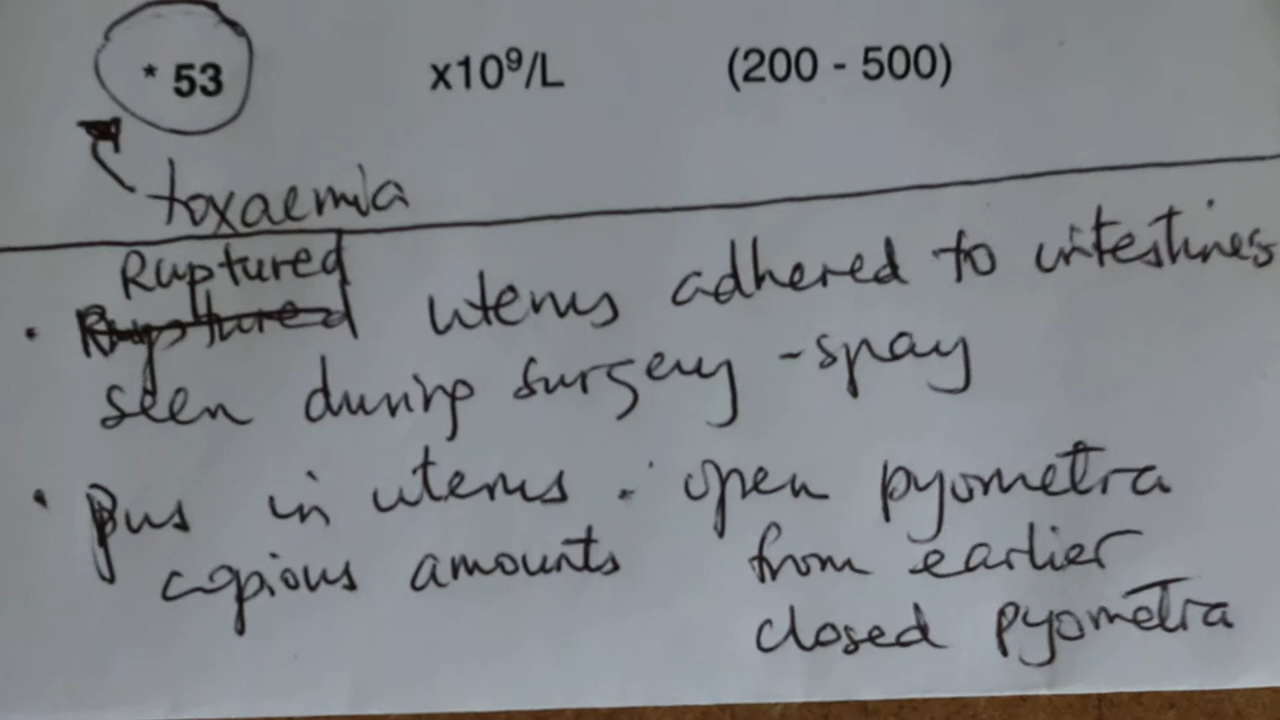 * 53 x10⁹/L (200 - 500)
toxaemia
Ruptured
• Ruptured uterus adhered to intestines
seen during surgery - spay
• Pus in uterus : open pyometra
copious amounts from earlier
closed pyometra